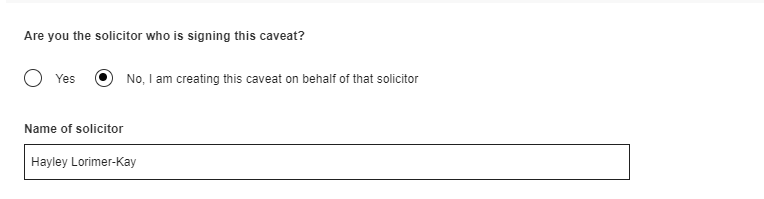 Are you the solicitor who is signing this caveat?
Yes No, I am creating this caveat on behalf of that solicitor
Name of solicitor
Hayley Lorimer-Kay